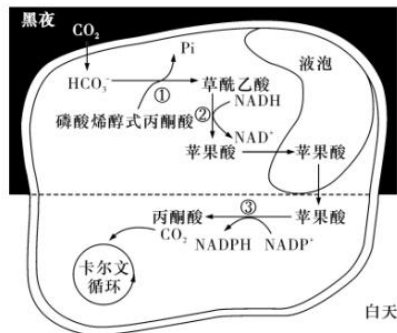 黑夜
CO₂
Pi
液泡
HCO₃⁻
草酰乙酸
①
NADH
磷酸烯醇式丙酮酸
②
NAD⁺
苹果酸
苹果酸
③
丙酮酸
苹果酸
CO₂
NADPH
NADP⁺
卡尔文
循环
白天